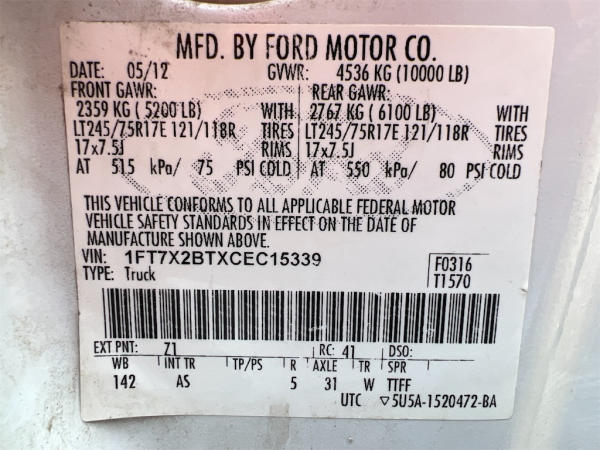 MFD. BY FORD MOTOR CO.
DATE: 05/12 GVWR: 4536 KG (10000 LB)
FRONT GAWR: REAR GAWR:
2359 KG (5200 LB) WITH 2767 KG (6100 LB) WITH
LT245/75R17E 121/118R TIRES LT245/75R17E 121/118R TIRES
17x7.5J RIMS 17x7.5J RIMS
AT 515 kPa/ 75 PSI COLD AT 550 kPa/ 80 PSI COLD
THIS VEHICLE CONFORMS TO ALL APPLICABLE FEDERAL MOTOR
VEHICLE SAFETY STANDARDS IN EFFECT ON THE DATE OF
MANUFACTURE SHOWN ABOVE.
VIN: 1FT7X2BTXCEC15339 F0316
TYPE: Truck T1570
EXT PNT: Z1 RC: 41 DSO:
WB INT TR TP/PS R AXLE TR SPR
142 AS 5 31 W TTFF
UTC ▽5U5A-1520472-BA